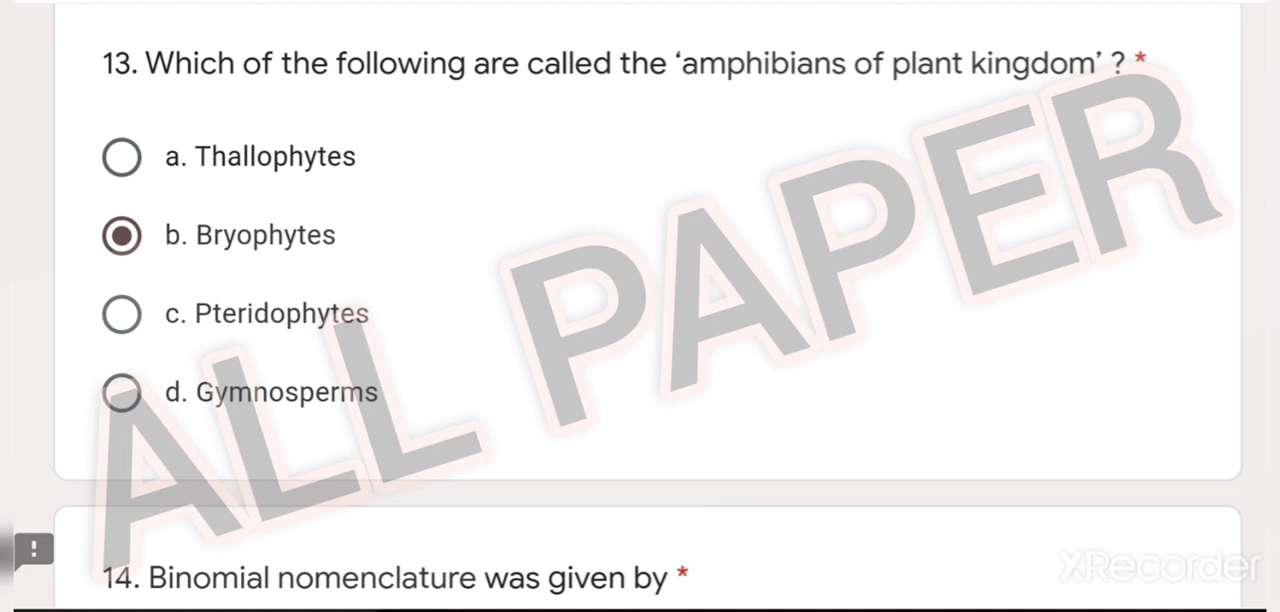 13. Which of the following are called the ‘amphibians of plant kingdom’ ? *
a. Thallophytes
b. Bryophytes
c. Pteridophytes
d. Gymnosperms
ALL PAPER
!
14. Binomial nomenclature was given by *
XRecorder